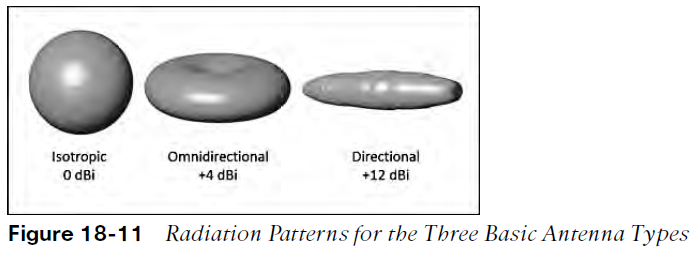 Isotropic Omnidirectional Directional
0 dBi +4 dBi +12 dBi
Figure 18-11 Radiation Patterns for the Three Basic Antenna Types